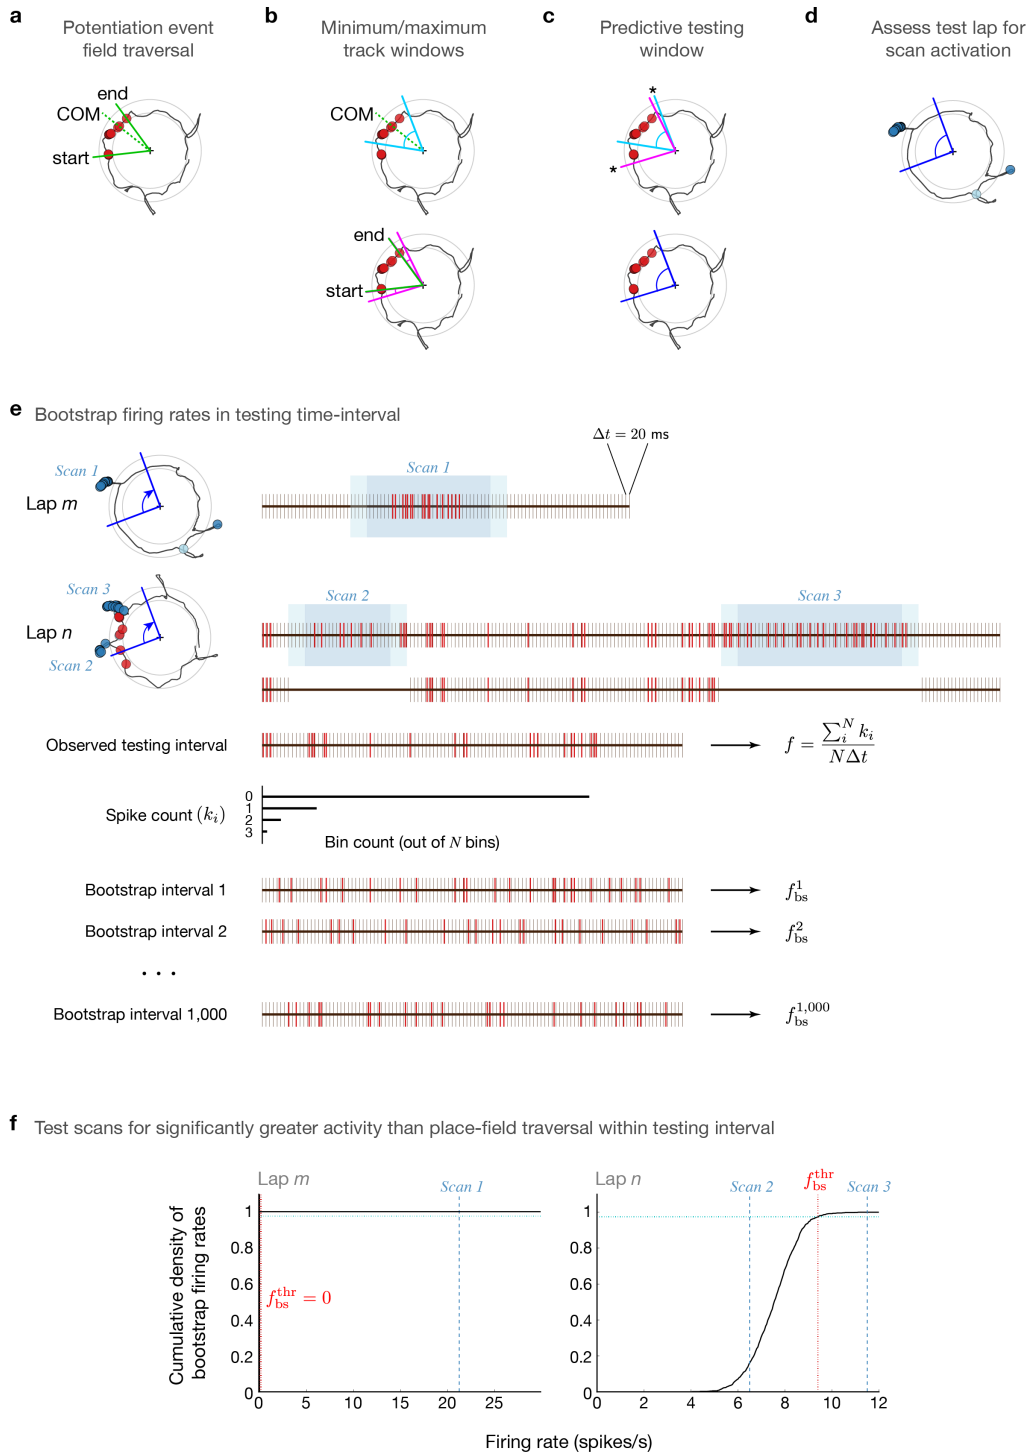 a
Potentiation event
field traversal
b
Minimum/maximum
track windows
c
Predictive testing
window
d
Assess test lap for
scan activation
end
COM
start
COM
*
*
end
start
e
Bootstrap firing rates in testing time-interval
Δt = 20 ms
Scan 1
Scan 1
Lap m
Scan 3
Scan 2
Scan 3
Lap n
Scan 2
Observed testing interval
f = ∑_i^N k_i / NΔt
Spike count (k_i)
0
1
2
3
Bin count (out of N bins)
Bootstrap interval 1
f_bs^1
Bootstrap interval 2
f_bs^2
· · ·
Bootstrap interval 1,000
f_bs^1,000
f
Test scans for significantly greater activity than place-field traversal within testing interval
Lap m
Scan 1
Lap n
Scan 2
f_bs^thr
Scan 3
Cumulative density of
bootstrap firing rates
1
0.8
0.6
0.4
0.2
0
f_bs^thr = 0
0 5 10 15 20 25
1
0.8
0.6
0.4
0.2
0
0 2 4 6 8 10 12
Firing rate (spikes/s)